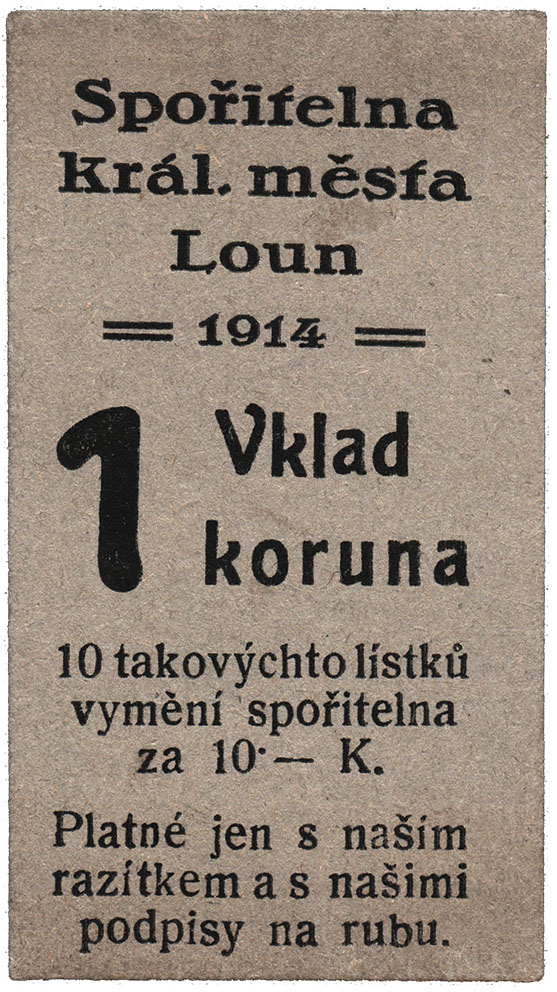 Spořitelna
král. města
Loun
1914
1 Vklad
koruna
10 takovýchto lístků
vymění spořitelna
za 10·— K.
Platné jen s naším
razítkem a s našimi
podpisy na rubu.